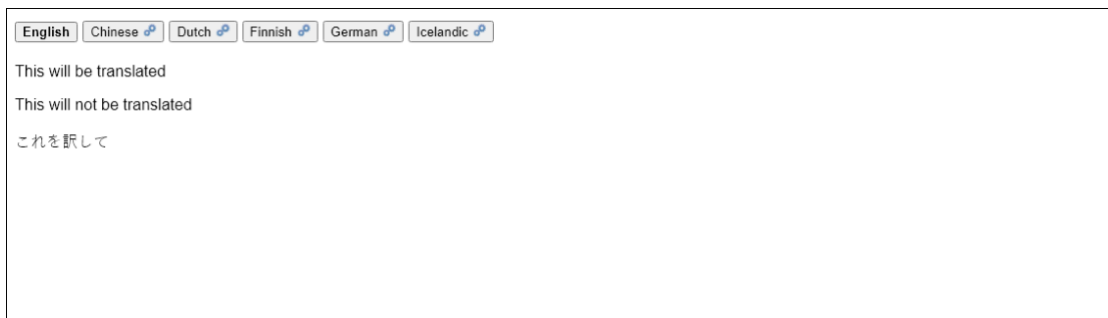 English Chinese Dutch Finnish German Icelandic
This will be translated
This will not be translated
これを訳して